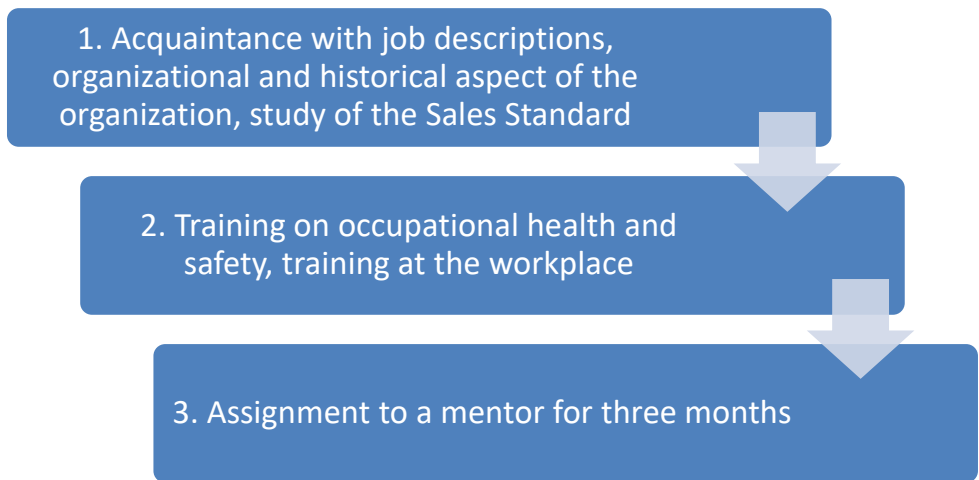 1. Acquaintance with job descriptions,
organizational and historical aspect of the
organization, study of the Sales Standard
2. Training on occupational health and
safety, training at the workplace
3. Assignment to a mentor for three months